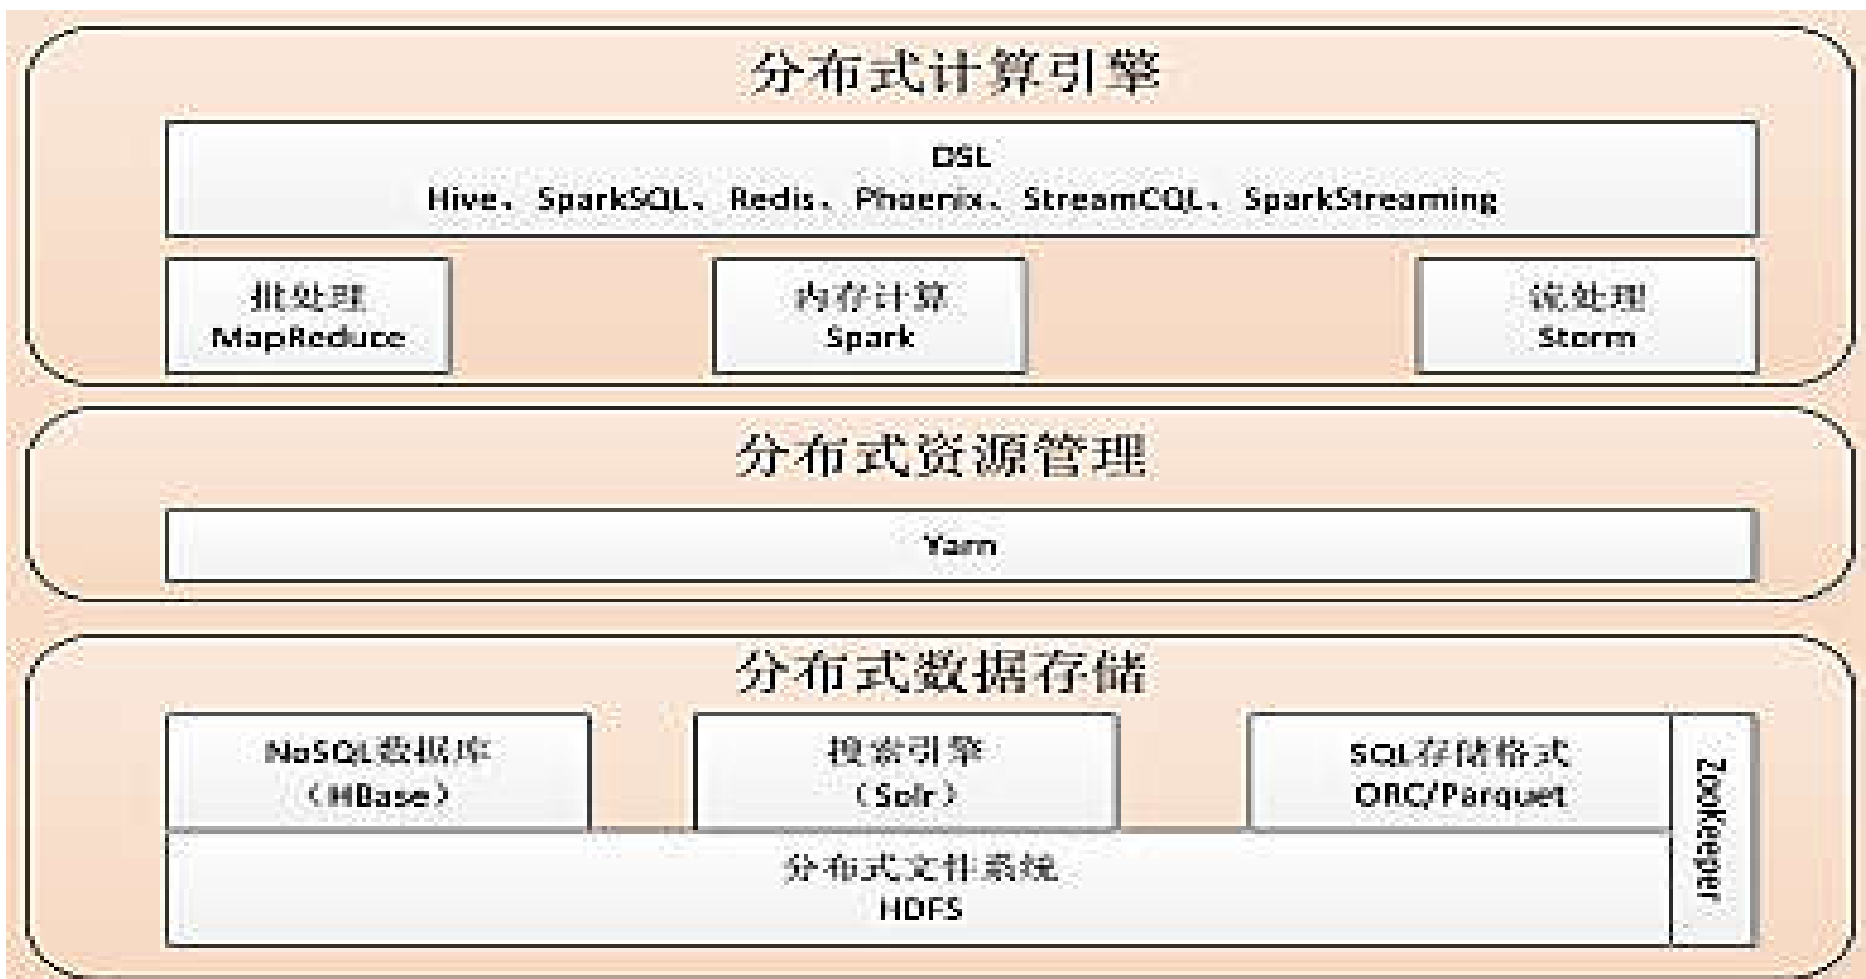 分布式计算引擎
DSL
Hive、SparkSQL、Redis、Phoenix、StreamCQL、SparkStreaming
批处理
MapReduce
内存计算
Spark
流处理
Storm
分布式资源管理
Yarn
分布式数据存储
NoSQL数据库
（HBase）
搜索引擎
（Solr）
SQL存储格式
ORC/Parquet
ZooKeeper
分布式文件系统
HDFS